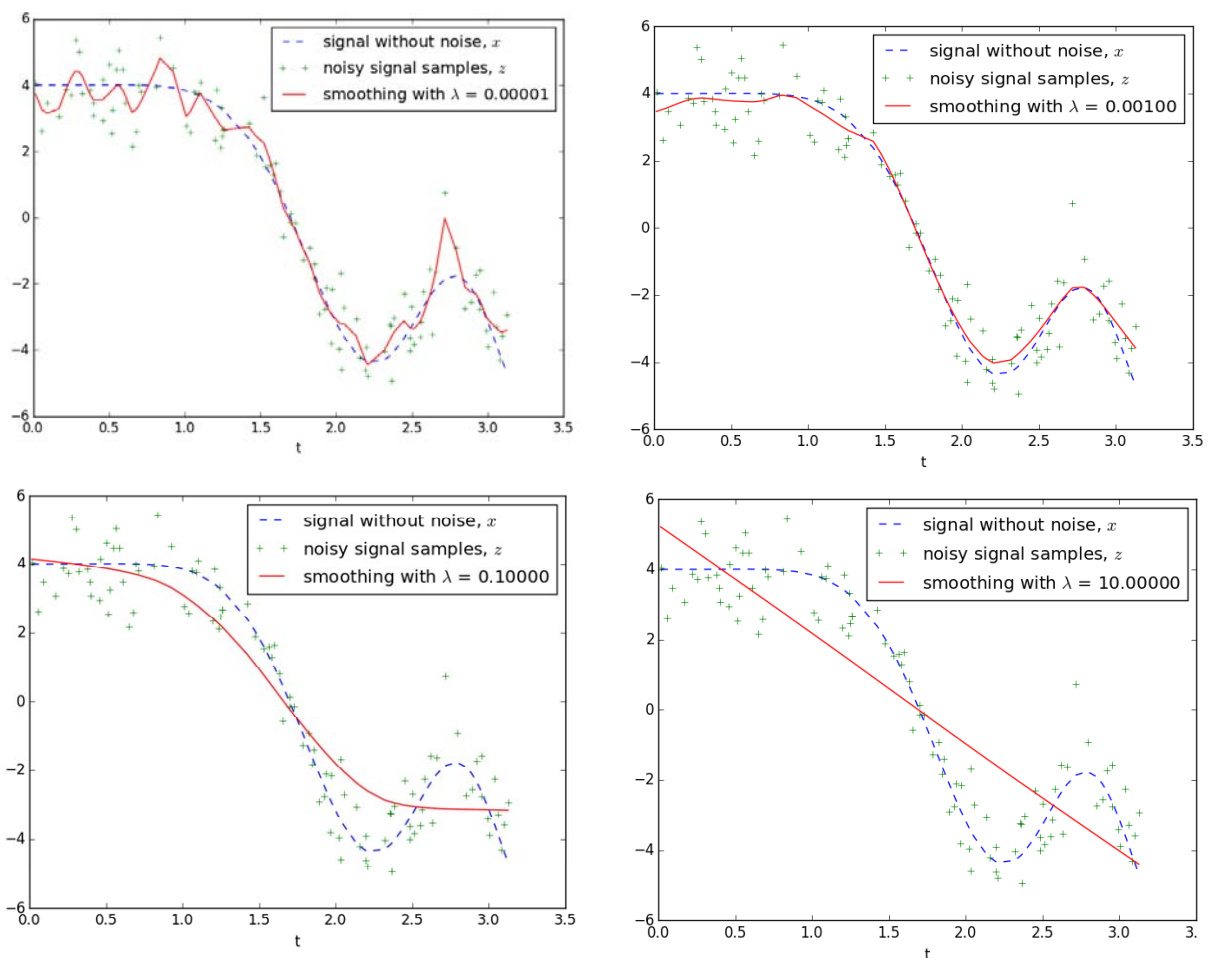 6
4
2
0
−2
−4
−6
0.0 0.5 1.0 1.5 2.0 2.5 3.0 3.5
t
signal without noise, x
noisy signal samples, z
smoothing with λ = 0.00001
6
4
2
0
−2
−4
−6
0.0 0.5 1.0 1.5 2.0 2.5 3.0 3.5
t
signal without noise, x
noisy signal samples, z
smoothing with λ = 0.00100
6
4
2
0
−2
−4
−6
0.0 0.5 1.0 1.5 2.0 2.5 3.0 3.5
t
signal without noise, x
noisy signal samples, z
smoothing with λ = 0.10000
6
4
2
0
−2
−4
−6
0.0 0.5 1.0 1.5 2.0 2.5 3.0 3.
t
signal without noise, x
noisy signal samples, z
smoothing with λ = 10.00000